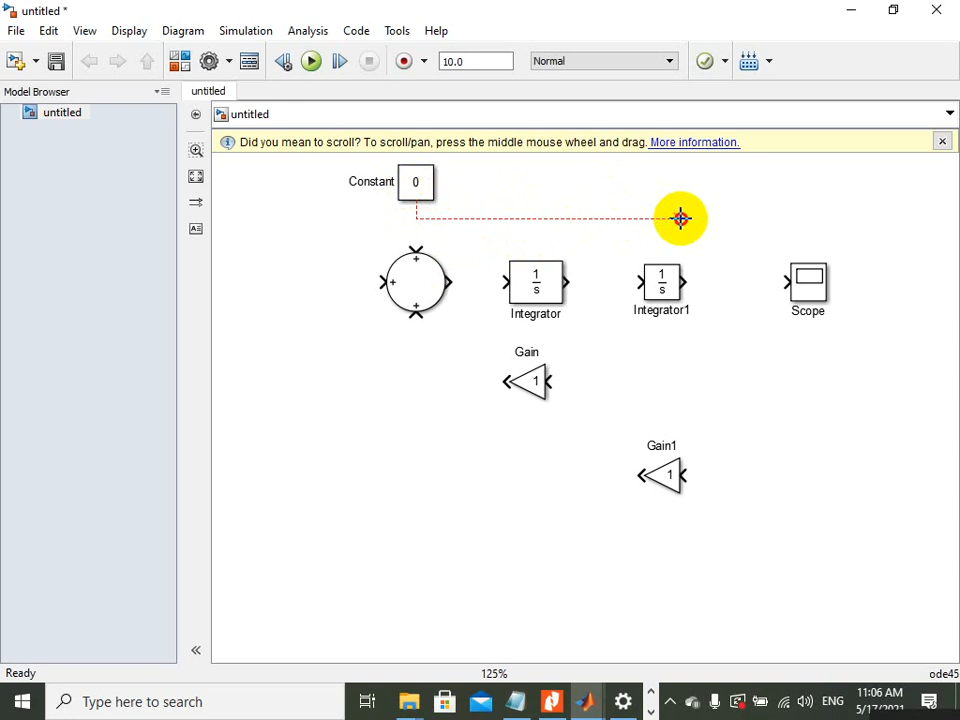 untitled *
File Edit View Display Diagram Simulation Analysis Code Tools Help
10.0 Normal
Model Browser
untitled
untitled
untitled
Did you mean to scroll? To scroll/pan, press the middle mouse wheel and drag. More information.
Constant 0
+
+
+
1
s
Integrator
1
s
Integrator1
Scope
Gain
1
Gain1
1
Ready 125% ode45
Type here to search
ENG
11:06 AM
5/17/2021